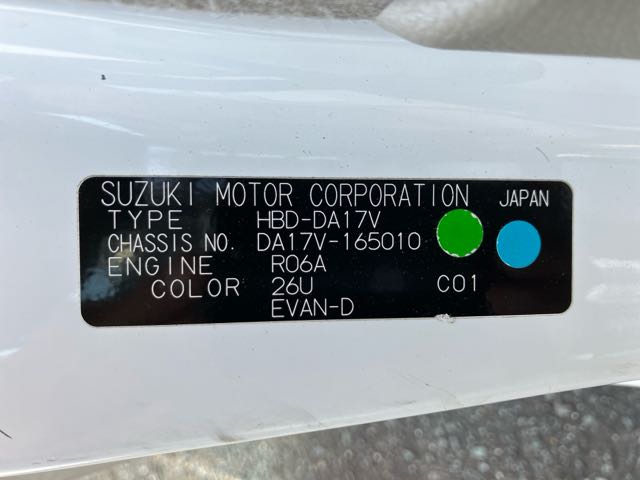 SUZUKI MOTOR CORPORATION JAPAN
TYPE HBD-DA17V
CHASSIS NO. DA17V-165010
ENGINE R06A
COLOR 26U C01
EVAN-D